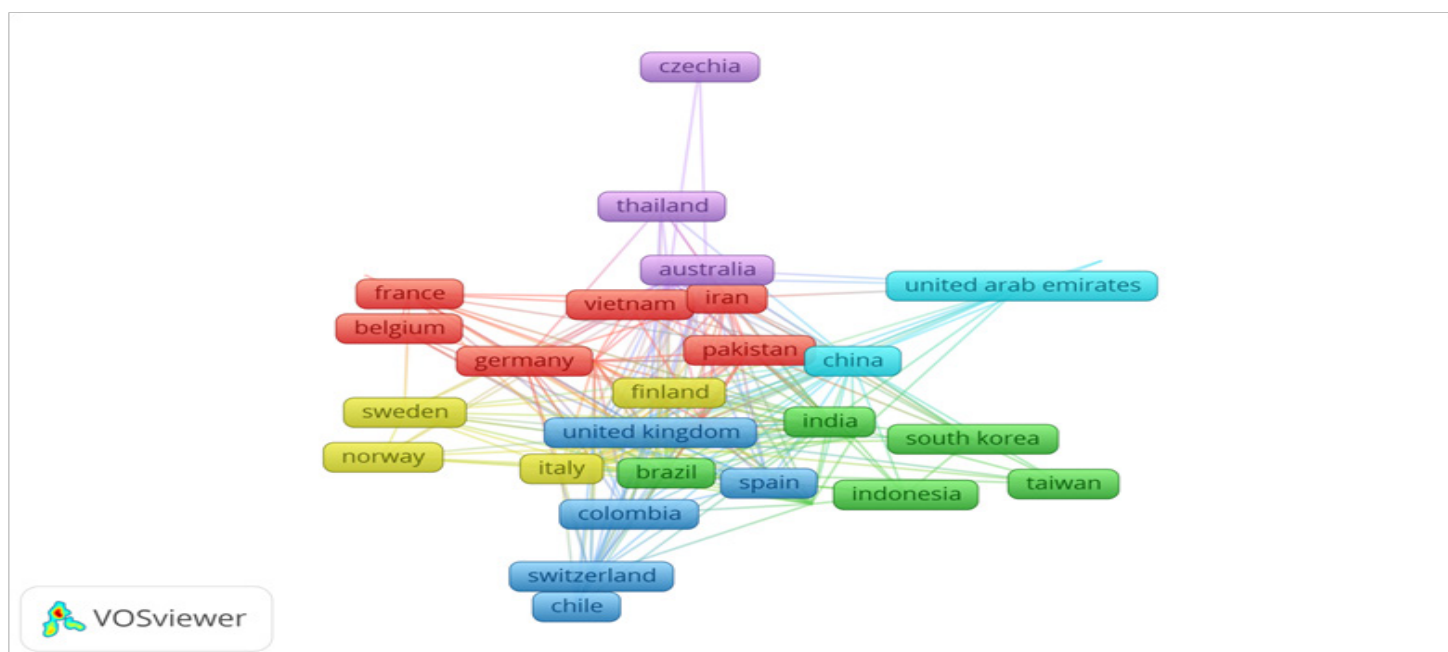 czechia
thailand
australia
united arab emirates
france
vietnam
iran
belgium
germany
pakistan
china
finland
sweden
india
united kingdom
south korea
norway
italy
brazil
spain
taiwan
indonesia
colombia
switzerland
chile
VOSviewer